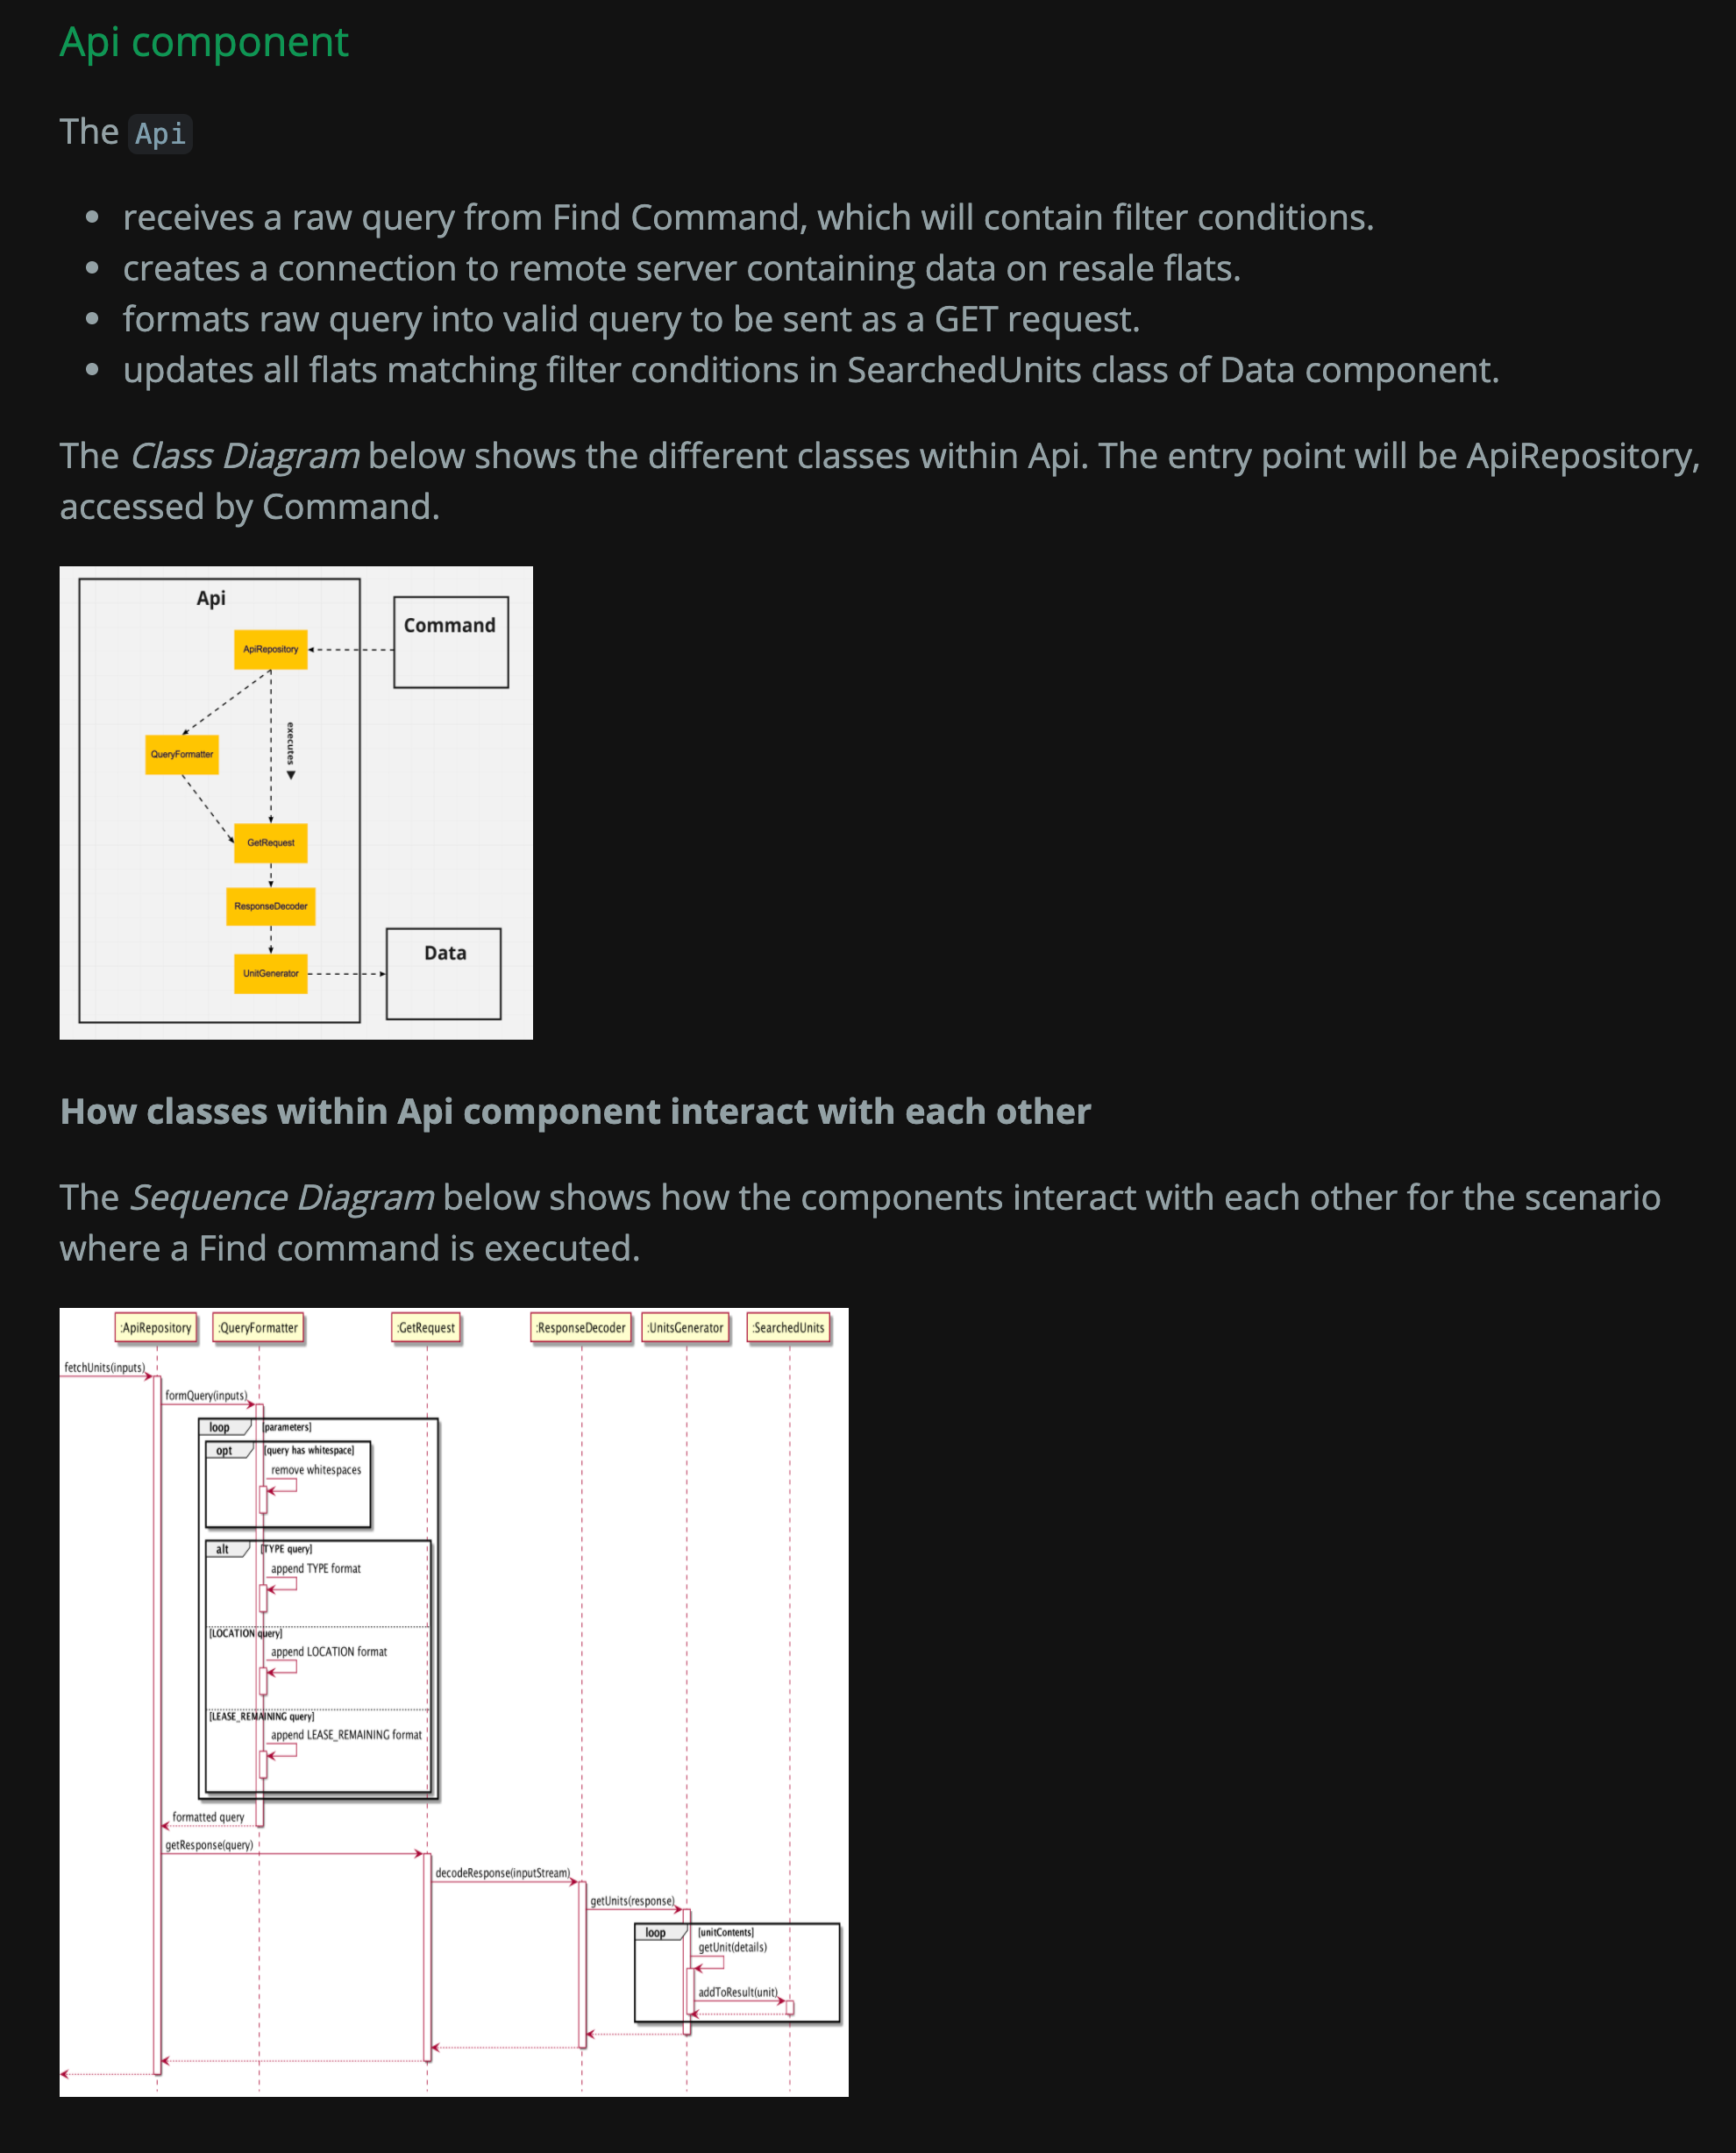 Api component
The Api
receives a raw query from Find Command, which will contain filter conditions.
creates a connection to remote server containing data on resale flats.
formats raw query into valid query to be sent as a GET request.
updates all flats matching filter conditions in SearchedUnits class of Data component.
The Class Diagram below shows the different classes within Api. The entry point will be ApiRepository,
accessed by Command.
Api
Command
ApiRepository
executes
QueryFormatter
GetRequest
ResponseDecoder
Data
UnitGenerator
How classes within Api component interact with each other
The Sequence Diagram below shows how the components interact with each other for the scenario
where a Find command is executed.
:ApiRepository :QueryFormatter :GetRequest :ResponseDecoder :UnitsGenerator :SearchedUnits
fetchUnits(inputs)
formQuery(inputs)
loop [parameters]
opt [query has whitespace]
remove whitespaces
alt [TYPE query]
append TYPE format
[LOCATION query]
append LOCATION format
[LEASE_REMAINING query]
append LEASE_REMAINING format
formatted query
getResponse(query)
decodeResponse(inputStream)
getUnits(response)
loop [unitContents]
getUnit(details)
addToResult(unit)